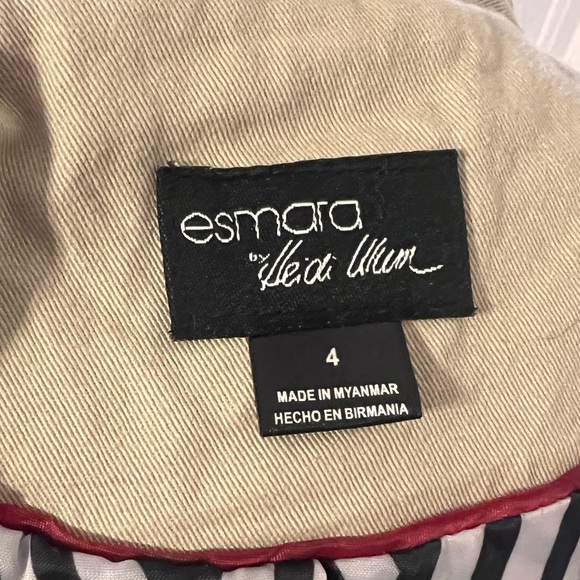 esmara
by Heidi Klum
4
MADE IN MYANMAR
HECHO EN BIRMANIA